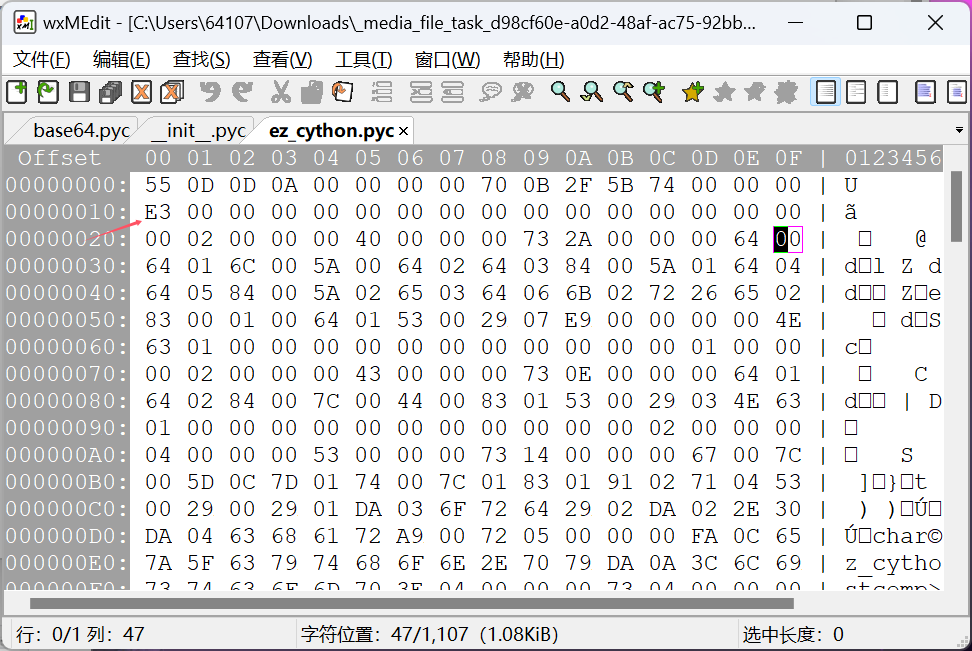 wxMEdit - [C:\Users\64107\Downloads\_media_file_task_d98cf60e-a0d2-48af-ac75-92bb...
文件(F) 编辑(E) 查找(S) 查看(V) 工具(T) 窗口(W) 帮助(H)
base64.pyc __init__.pyc ez_cython.pyc ×
Offset 00 01 02 03 04 05 06 07 08 09 0A 0B 0C 0D 0E 0F | 0123456
00000000: 55 0D 0D 0A 00 00 00 00 70 0B 2F 5B 74 00 00 00 | U
00000010: E3 00 00 00 00 00 00 00 00 00 00 00 00 00 00 00 | ã
00000020: 00 02 00 00 00 40 00 00 00 73 2A 00 00 00 64 00 | □ @
00000030: 64 01 6C 00 5A 00 64 02 64 03 84 00 5A 01 64 04 | d□l Z d
00000040: 64 05 84 00 5A 02 65 03 64 06 6B 02 72 26 65 02 | d□□ Z□e
00000050: 83 00 01 00 64 01 53 00 29 07 E9 00 00 00 00 4E | □ d□S
00000060: 63 01 00 00 00 00 00 00 00 00 00 00 00 01 00 00 | c□
00000070: 00 02 00 00 00 43 00 00 00 73 0E 00 00 00 64 01 | □ C
00000080: 64 02 84 00 7C 00 44 00 83 01 53 00 29 03 4E 63 | d□□ | D
00000090: 01 00 00 00 00 00 00 00 00 00 00 00 02 00 00 00 | □
000000A0: 04 00 00 00 53 00 00 00 73 14 00 00 00 67 00 7C | □ S
000000B0: 00 5D 0C 7D 01 74 00 7C 01 83 01 91 02 71 04 53 | ]□}□t
000000C0: 00 29 00 29 01 DA 03 6F 72 64 29 02 DA 02 2E 30 | ) )□Ú□
000000D0: DA 04 63 68 61 72 A9 00 72 05 00 00 00 FA 0C 65 | Ú□char©
000000E0: 7A 5F 63 79 74 68 6F 6E 2E 70 79 DA 0A 3C 6C 69 | z_cytho
000000F0: 73 74 63 6F 6D 70 3E 04 00 00 00 73 04 00 00 00 | stcomp>
行: 0/1 列: 47 字符位置: 47/1,107 (1.08KiB) 选中长度: 0